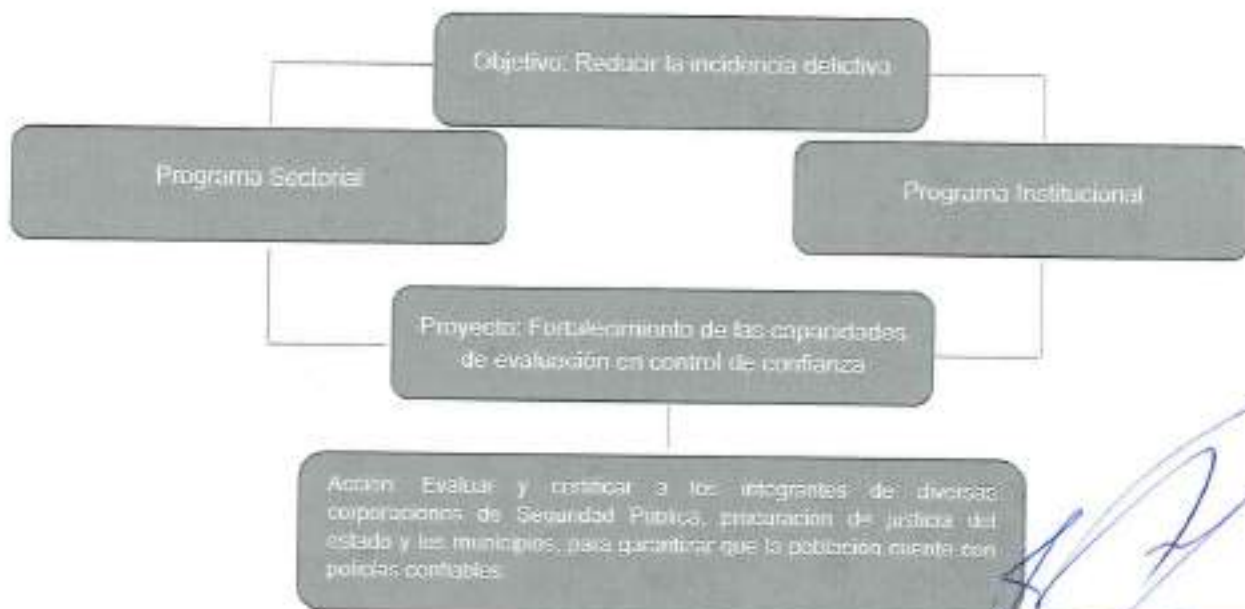 Objetivo: Reducir la incidencia delictiva
Programa Sectorial
Programa Institucional
Proyecto: Fortalecimiento de las capacidades
de evaluación en control de confianza
Acción: Evaluar y certificar a los integrantes de diversas
corporaciones de Seguridad Pública, procuración de justicia del
estado y los municipios, para garantizar que la población cuente con
policías confiables.